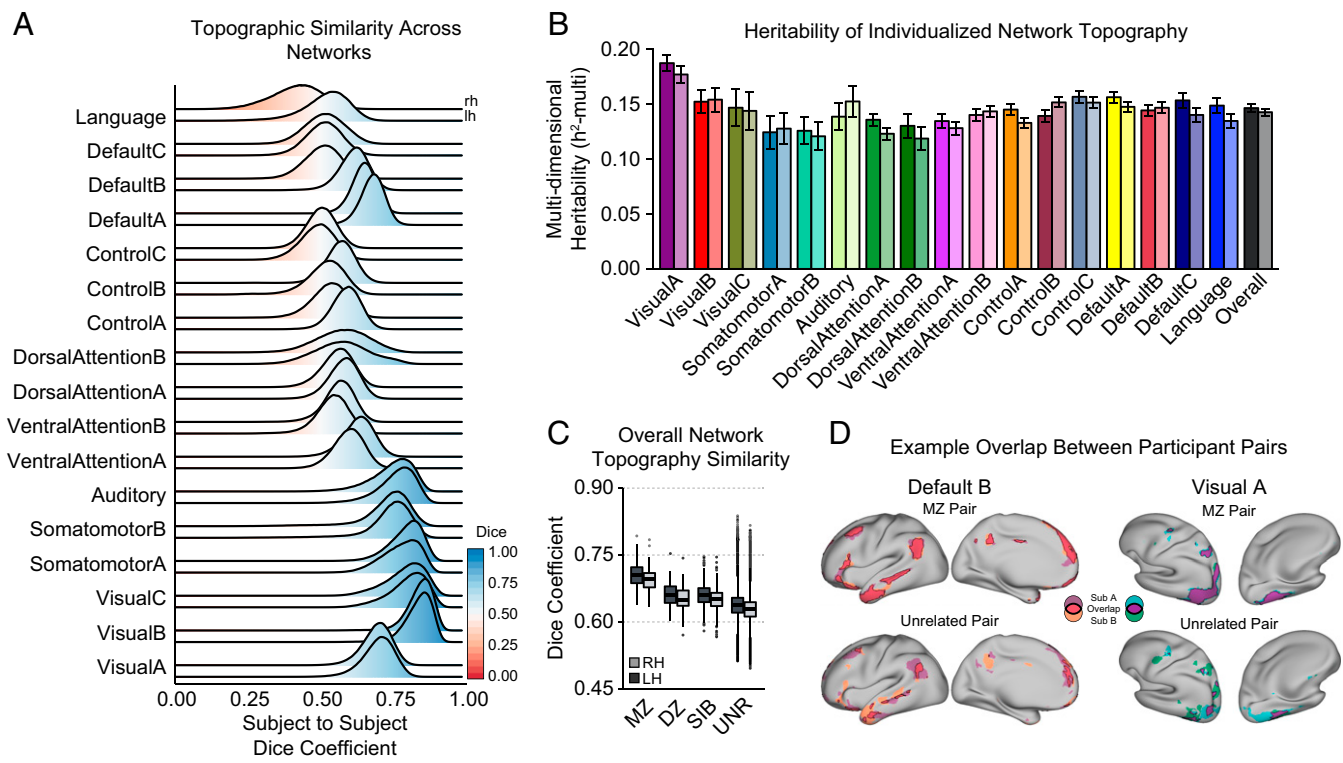 A
Topographic Similarity Across
Networks
rh
lh
Language
DefaultC
DefaultB
DefaultA
ControlC
ControlB
ControlA
DorsalAttentionB
DorsalAttentionA
VentralAttentionB
VentralAttentionA
Auditory
SomatomotorB
SomatomotorA
VisualC
VisualB
VisualA
Dice
1.00
0.75
0.50
0.25
0.00
0.00 0.25 0.50 0.75 1.00
Subject to Subject
Dice Coefficient
B
Heritability of Individualized Network Topography
Multi-dimensional
Heritability (h²-multi)
0.20
0.15
0.10
0.05
0.00
VisualA
VisualB
VisualC
SomatomotorA
SomatomotorB
Auditory
DorsalAttentionA
DorsalAttentionB
VentralAttentionA
VentralAttentionB
ControlA
ControlB
ControlC
DefaultA
DefaultB
DefaultC
Language
Overall
C
Overall Network
Topography Similarity
Dice Coefficient
0.90
0.75
0.60
0.45
RH
LH
MZ
DZ
SIB
UNR
D
Example Overlap Between Participant Pairs
Default B
MZ Pair
Visual A
MZ Pair
Sub A
Overlap
Sub B
Unrelated Pair
Unrelated Pair